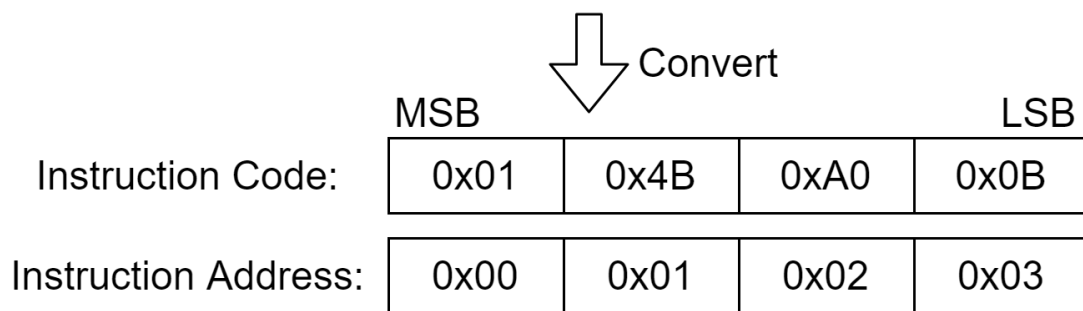 Convert
MSB LSB
Instruction Code: 0x01 0x4B 0xA0 0x0B
Instruction Address: 0x00 0x01 0x02 0x03